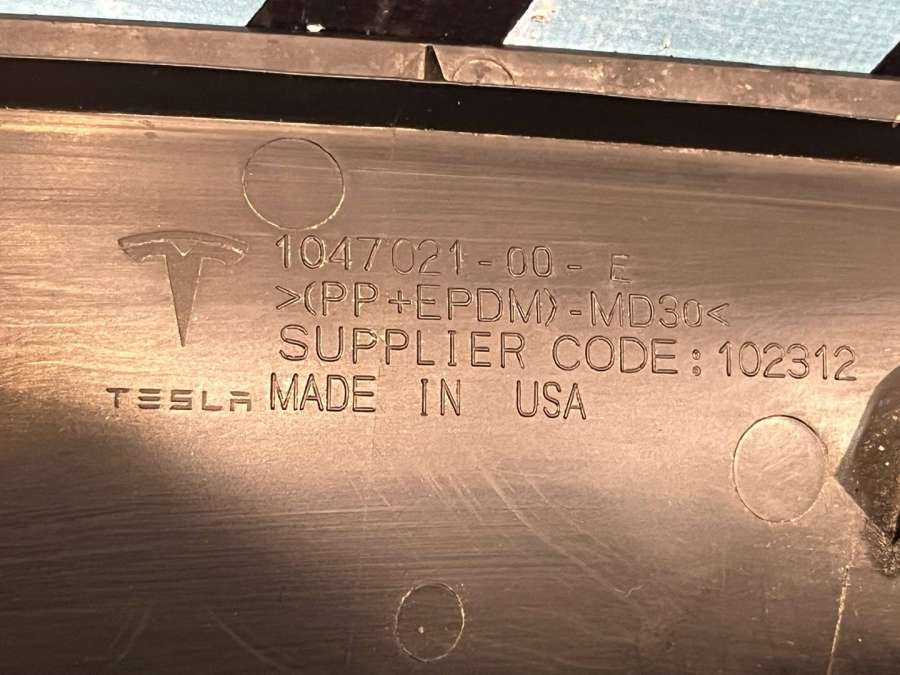 1047021-00-E
>(PP+EPDM)-MD30<
SUPPLIER CODE:102312
TESLA MADE IN USA